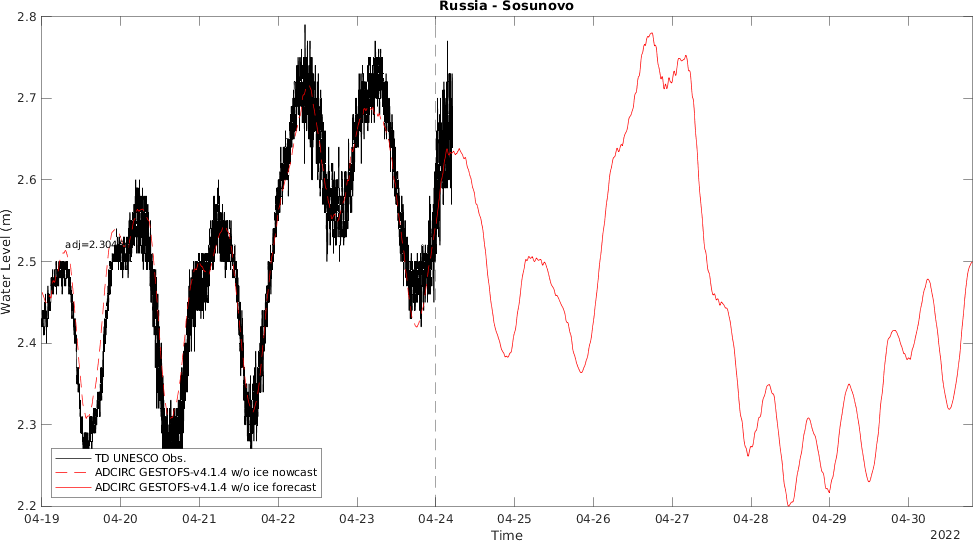 Russia - Sosunovo
2.8
2.7
2.6
2.5
2.4
2.3
2.2
Water Level (m)
adj=2.304
TD UNESCO Obs.
ADCIRC GESTOFS-v4.1.4 w/o ice nowcast
ADCIRC GESTOFS-v4.1.4 w/o ice forecast
04-19 04-20 04-21 04-22 04-23 04-24 04-25 04-26 04-27 04-28 04-29 04-30
Time
2022